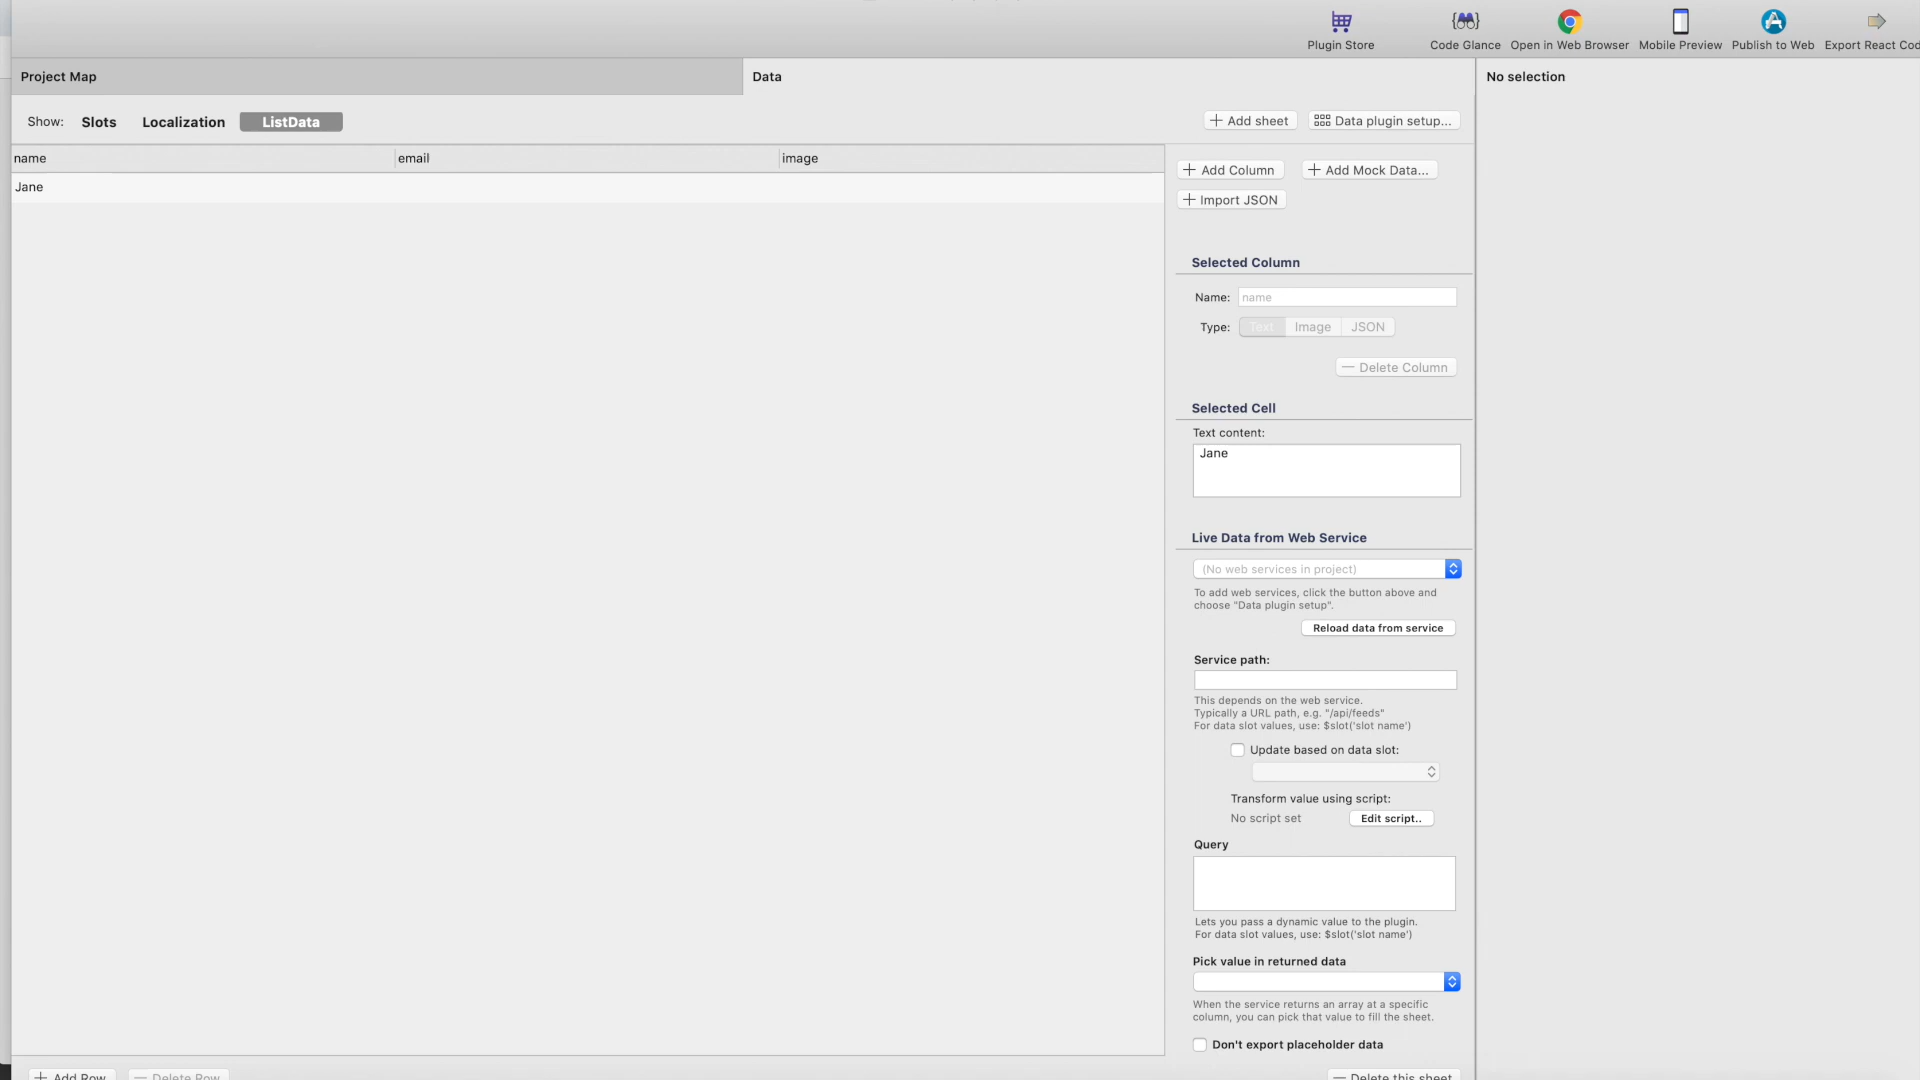 Plugin Store
Code Glance
Open in Web Browser
Mobile Preview
Publish to Web
Export React Cod
Project Map
Data
No selection
Show:
Slots
Localization
ListData
Add sheet
Data plugin setup...
name
email
image
Jane
Add Column
Add Mock Data...
Import JSON
Selected Column
Name:
name
Type:
Text
Image
JSON
Delete Column
Selected Cell
Text content:
Jane
Live Data from Web Service
(No web services in project)
To add web services, click the button above and
choose "Data plugin setup".
Reload data from service
Service path:
This depends on the web service.
Typically a URL path, e.g. "/api/feeds"
For data slot values, use: $slot('slot name')
Update based on data slot:
Transform value using script:
No script set
Edit script..
Query
Lets you pass a dynamic value to the plugin.
For data slot values, use: $slot('slot name')
Pick value in returned data
When the service returns an array at a specific
column, you can pick that value to fill the sheet.
Don't export placeholder data
Add Row
Delete Row
Delete this sheet